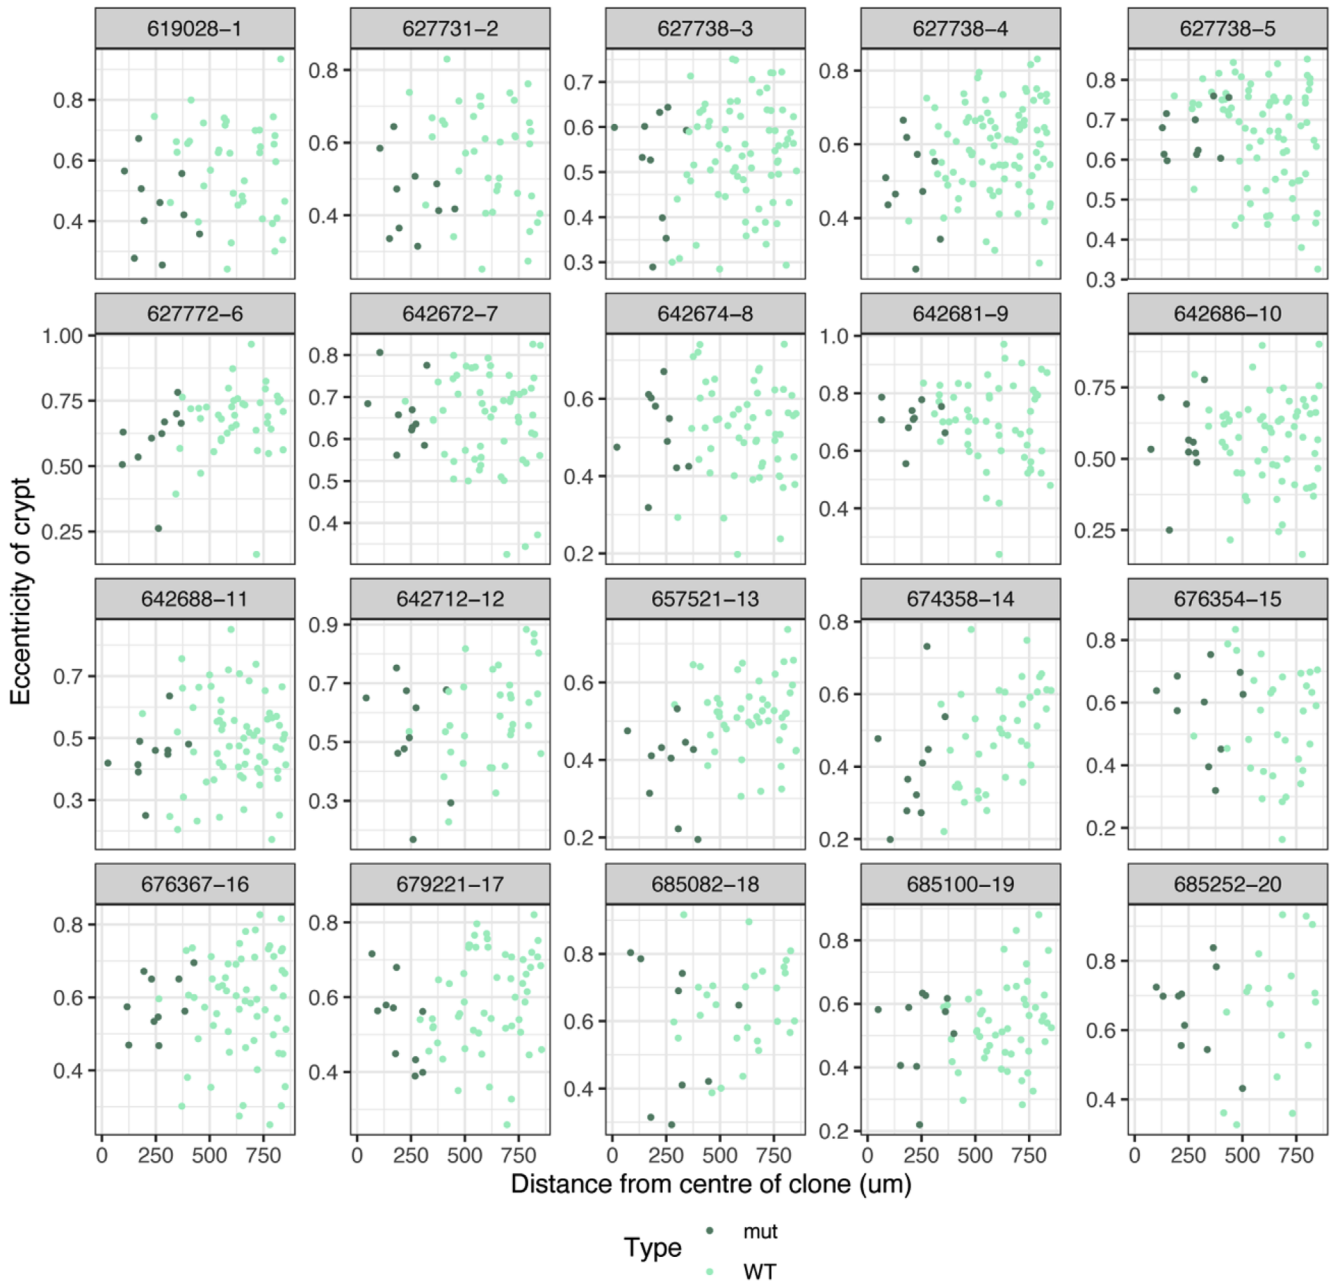 619028−1 627731−2 627738−3 627738−4 627738−5
0.8 0.6 0.4
0.8 0.6 0.4
0.7 0.6 0.5 0.4 0.3
0.8 0.6 0.4
0.8 0.7 0.6 0.5 0.4 0.3
627772−6 642672−7 642674−8 642681−9 642686−10
1.00 0.75 0.50 0.25
0.8 0.7 0.6 0.5 0.4
0.6 0.4 0.2
1.0 0.8 0.6 0.4
0.75 0.50 0.25
Eccentricity of crypt
642688−11 642712−12 657521−13 674358−14 676354−15
0.7 0.5 0.3
0.9 0.7 0.5 0.3
0.6 0.4 0.2
0.8 0.6 0.4 0.2
0.8 0.6 0.4 0.2
676367−16 679221−17 685082−18 685100−19 685252−20
0.8 0.6 0.4
0.8 0.6 0.4
0.8 0.6 0.4
0.8 0.6 0.4 0.2
0.8 0.6 0.4
0 250 500 750 0 250 500 750 0 250 500 750 0 250 500 750 0 250 500 750
Distance from centre of clone (um)
Type
mut
WT